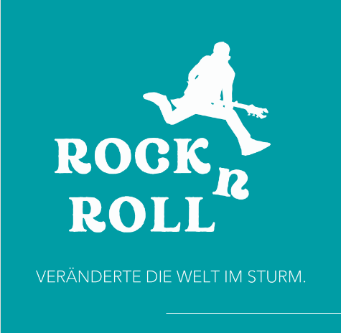 ROCK
n
ROLL
VERÄNDERTE DIE WELT IM STURM.